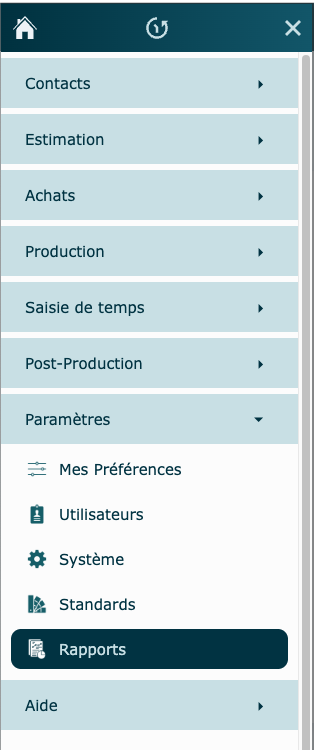 Contacts
Estimation
Achats
Production
Saisie de temps
Post-Production
Paramètres
Mes Préférences
Utilisateurs
Système
Standards
Rapports
Aide